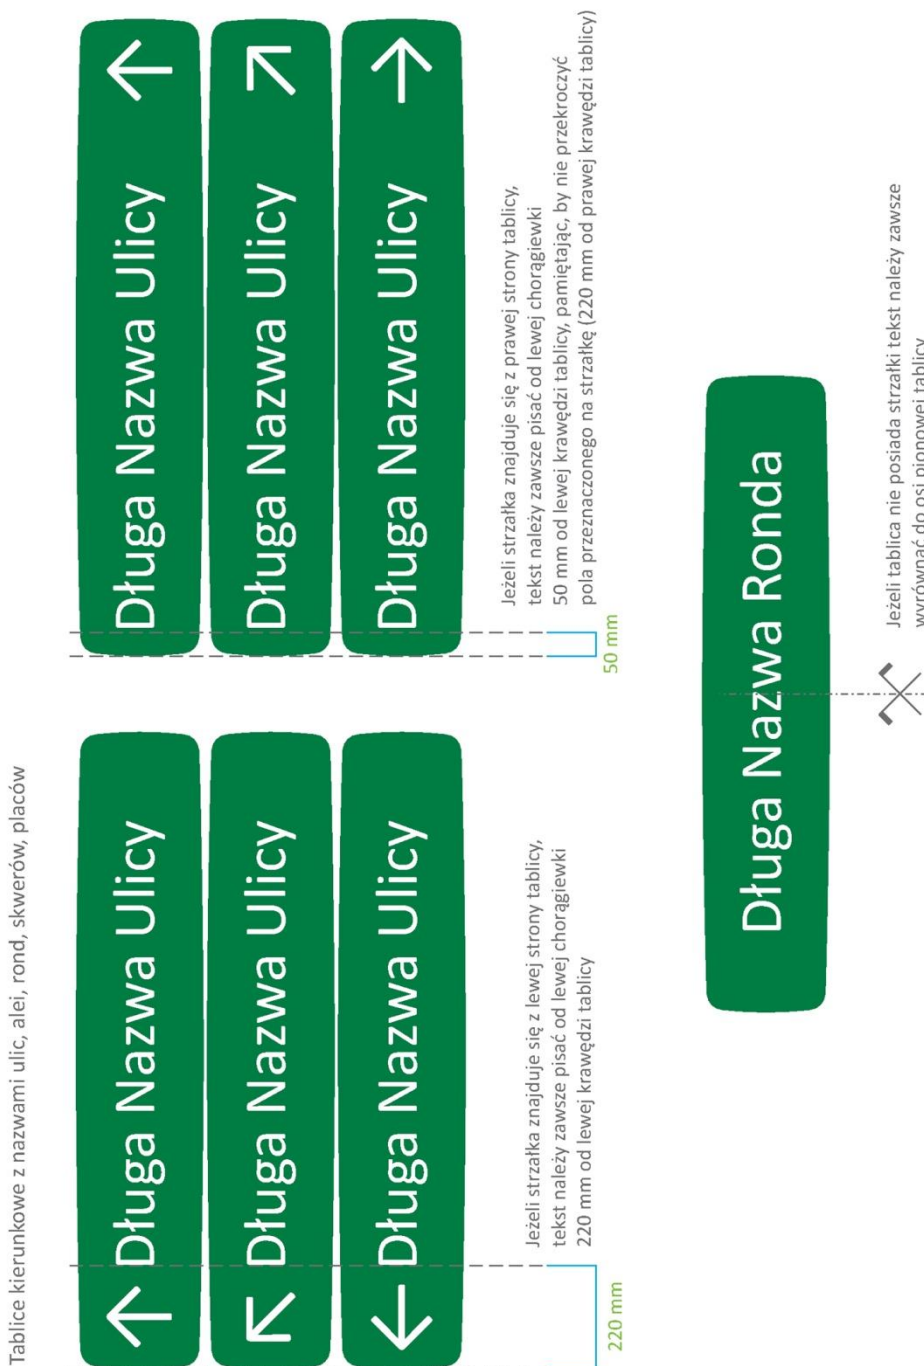 Tablice kierunkowe z nazwami ulic, alei, rond, skwerów, placów
Długa Nazwa Ulicy
Długa Nazwa Ulicy
Długa Nazwa Ulicy
220 mm
Jeżeli strzałka znajduje się z lewej strony tablicy,
tekst należy zawsze pisać od lewej chorągiewki
220 mm od lewej krawędzi tablicy
Długa Nazwa Ulicy
Długa Nazwa Ulicy
Długa Nazwa Ulicy
50 mm
Jeżeli strzałka znajduje się z prawej strony tablicy,
tekst należy zawsze pisać od lewej chorągiewki
50 mm od lewej krawędzi tablicy, pamiętając, by nie przekroczyć
pola przeznaczonego na strzałkę (220 mm od prawej krawędzi tablicy)
Długa Nazwa Ronda
Jeżeli tablica nie posiada strzałki tekst należy zawsze
wyrównać do osi pionowej tablicy